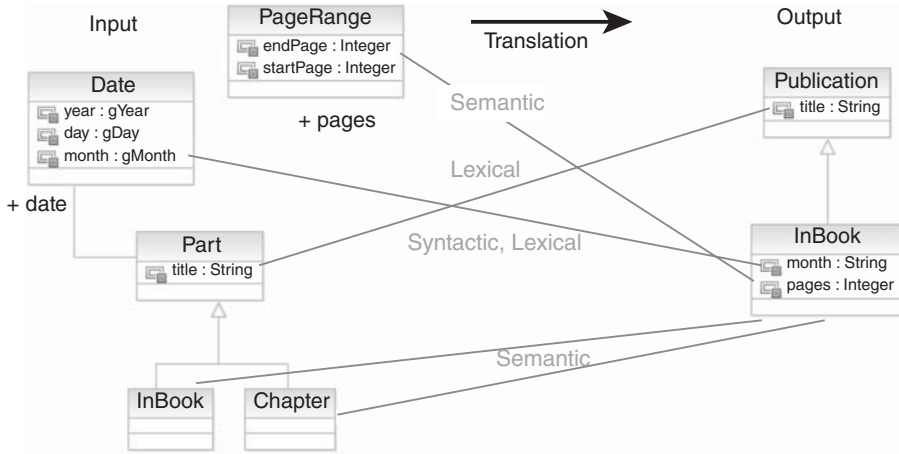 Input
PageRange
endPage : Integer
startPage : Integer
+ pages
Translation
Output
Date
year : gYear
day : gDay
month : gMonth
+ date
Semantic
Publication
title : String
Lexical
Part
title : String
Syntactic, Lexical
InBook
month : String
pages : Integer
Semantic
InBook
Chapter